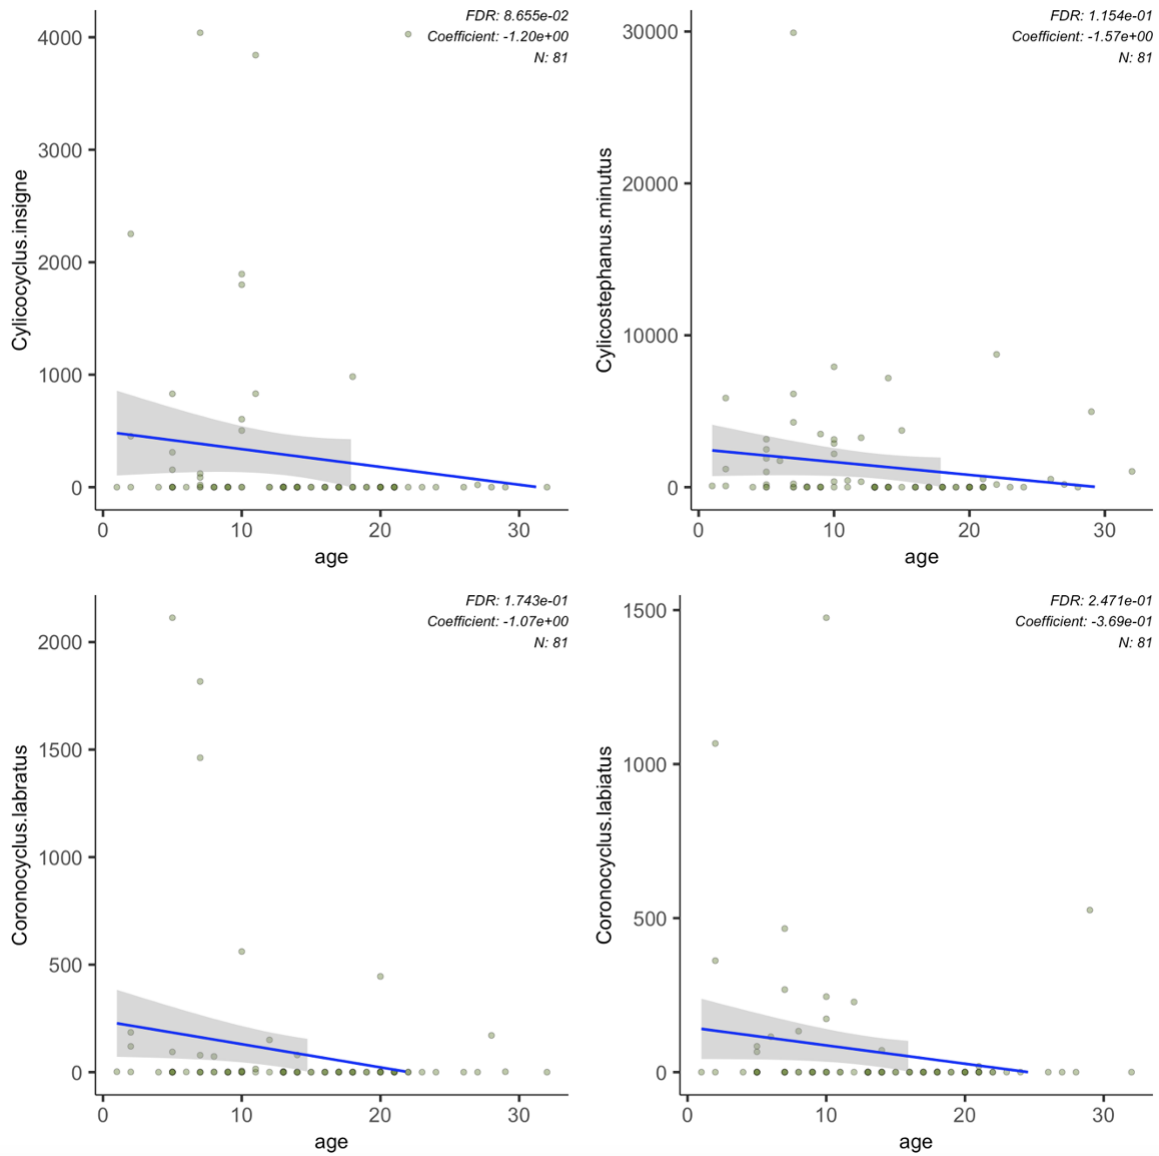 FDR: 8.655e-02
Coefficient: -1.20e+00
N: 81
4000
3000
2000
1000
0
Cylicocyclus.insigne
0 10 20 30
age
FDR: 1.154e-01
Coefficient: -1.57e+00
N: 81
30000
20000
10000
0
Cylicostephanus.minutus
0 10 20 30
age
FDR: 1.743e-01
Coefficient: -1.07e+00
N: 81
2000
1500
1000
500
0
Coronocyclus.labratus
0 10 20 30
age
FDR: 2.471e-01
Coefficient: -3.69e-01
N: 81
1500
1000
500
0
Coronocyclus.labiatus
0 10 20 30
age